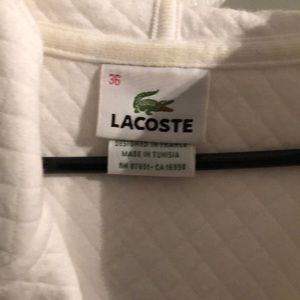 36
LACOSTE
DESIGNED IN FRANCE
MADE IN TUNISIA